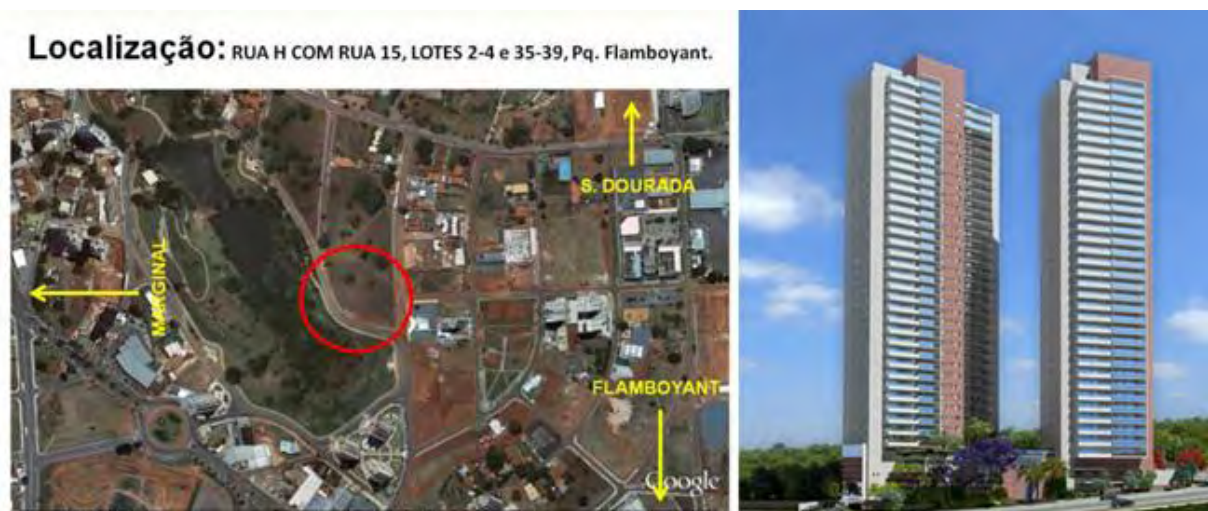 Localização: RUA H COM RUA 15, LOTES 2-4 e 35-39, Pq. Flamboyant.
S. DOURADA
MARGINAL
FLAMBOYANT
Google